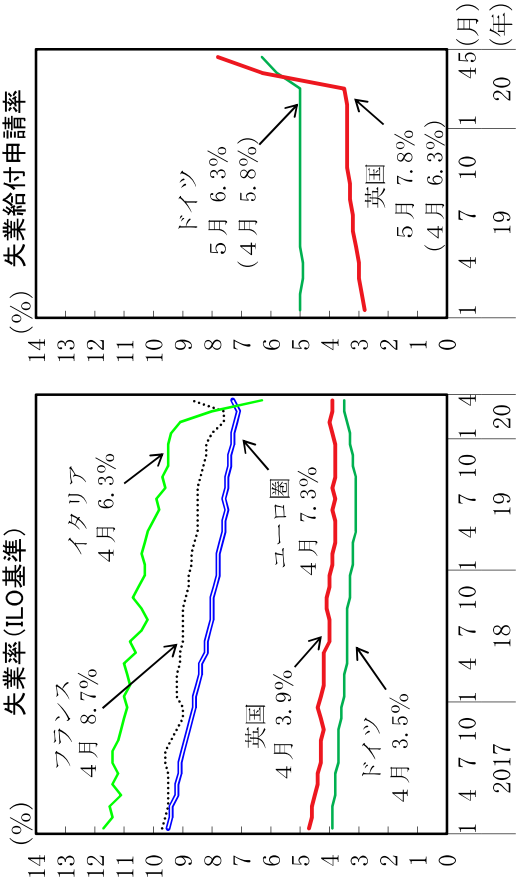 失業率(ILO基準)
(%)
14
13
12
11
10
9
8
7
6
5
4
3
2
1
0
フランス
4月 8.7%
イタリア
4月 6.3%
ユーロ圏
4月 7.3%
英国
4月 3.9%
ドイツ
4月 3.5%
1 4 7 10 1 4 7 10 1 4 7 10 1 4
2017 18 19 20
失業給付申請率
(%)
14
13
12
11
10
9
8
7
6
5
4
3
2
1
0
ドイツ
5月 6.3%
(4月 5.8%)
英国
5月 7.8%
(4月 6.3%)
1 4 7 10 1 4 5 (月)
19 20 (年)